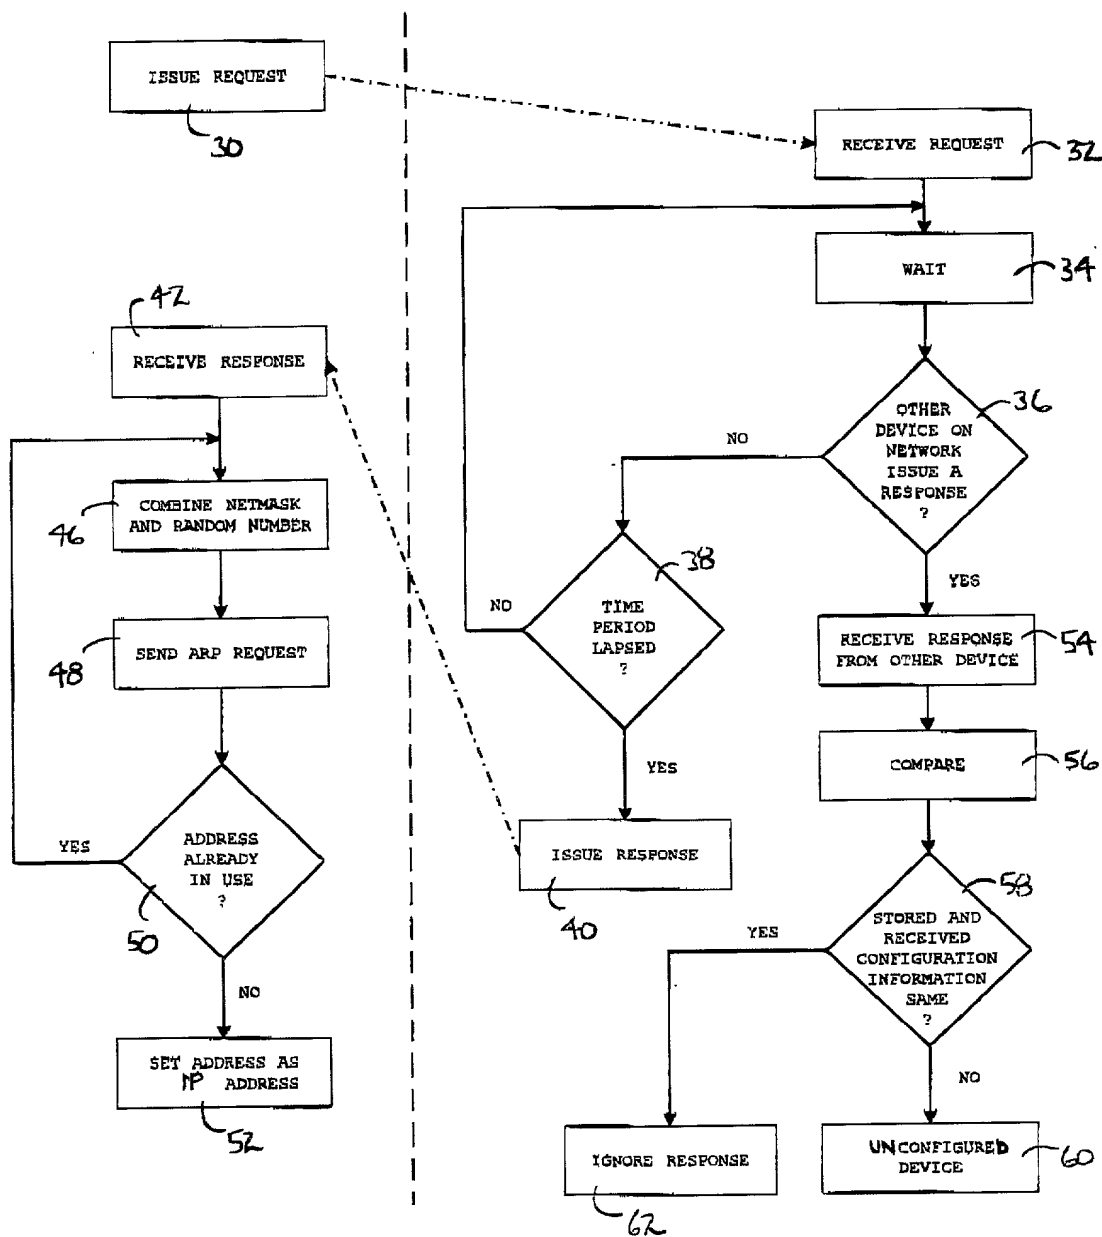 ISSUE REQUEST
30
RECEIVE REQUEST
32
WAIT
34
42
RECEIVE RESPONSE
OTHER
DEVICE ON
NETWORK
ISSUE A
RESPONSE
?
36
NO
YES
COMBINE NETMASK
AND RANDOM NUMBER
46
TIME
PERIOD
LAPSED
?
38
NO
YES
SEND ARP REQUEST
48
RECEIVE RESPONSE
FROM OTHER DEVICE
54
COMPARE
56
ADDRESS
ALREADY
IN USE
?
50
YES
NO
ISSUE RESPONSE
40
STORED AND
RECEIVED
CONFIGURATION
INFORMATION
SAME
?
58
YES
NO
SET ADDRESS AS
IP ADDRESS
52
IGNORE RESPONSE
62
UNCONFIGURED
DEVICE
60